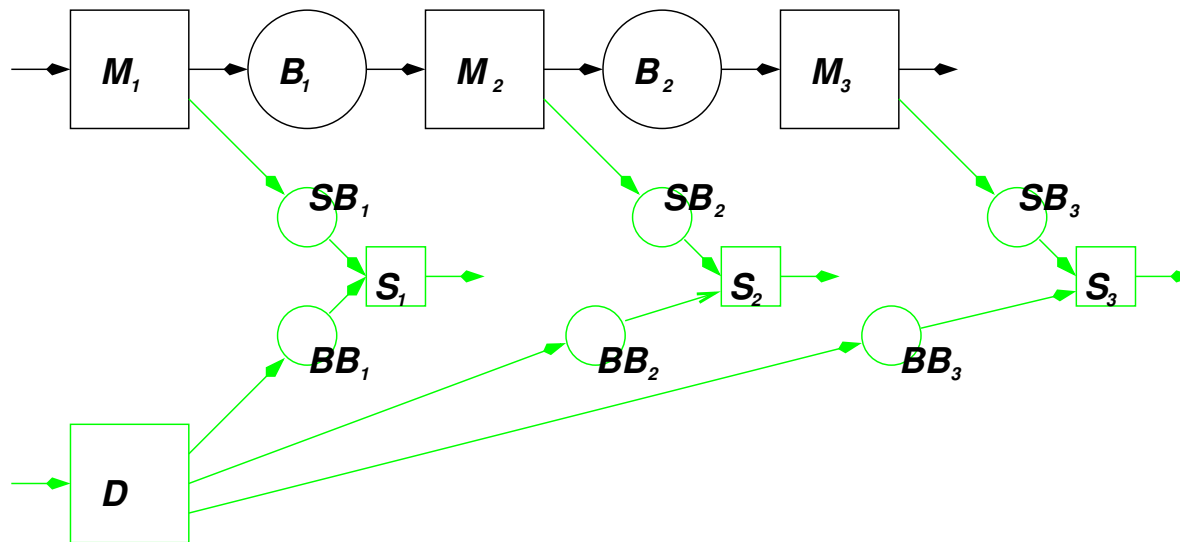 M₁ B₁ M₂ B₂ M₃
SB₁ SB₂ SB₃
S₁ S₂ S₃
BB₁ BB₂ BB₃
D